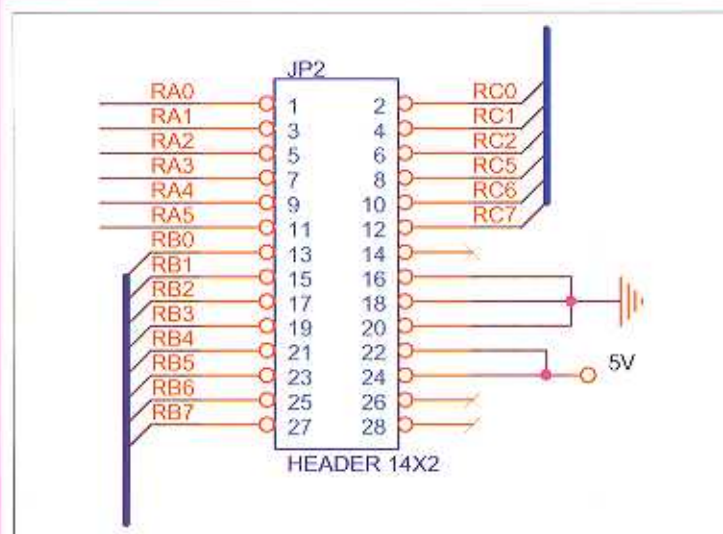 JP2
RA0 1 2 RC0
RA1 3 4 RC1
RA2 5 6 RC2
RA3 7 8 RC5
RA4 9 10 RC6
RA5 11 12 RC7
RB0 13 14
RB1 15 16
RB2 17 18
RB3 19 20
RB4 21 22
RB5 23 24 5V
RB6 25 26
RB7 27 28
HEADER 14X2